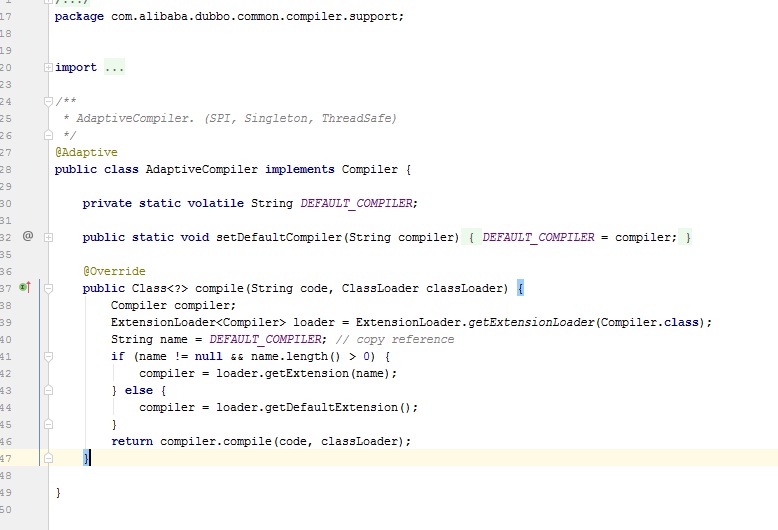 /.../
17 package com.alibaba.dubbo.common.compiler.support;
18
19
20 import ...
23
24 /**
25 * AdaptiveCompiler. (SPI, Singleton, ThreadSafe)
26 */
27 @Adaptive
28 public class AdaptiveCompiler implements Compiler {
29
30 private static volatile String DEFAULT_COMPILER;
31
32 @ public static void setDefaultCompiler(String compiler) { DEFAULT_COMPILER = compiler; }
35
36 @Override
37 public Class<?> compile(String code, ClassLoader classLoader) {
38 Compiler compiler;
39 ExtensionLoader<Compiler> loader = ExtensionLoader.getExtensionLoader(Compiler.class);
40 String name = DEFAULT_COMPILER; // copy reference
41 if (name != null && name.length() > 0) {
42 compiler = loader.getExtension(name);
43 } else {
44 compiler = loader.getDefaultExtension();
45 }
46 return compiler.compile(code, classLoader);
47 }
48
49 }
50